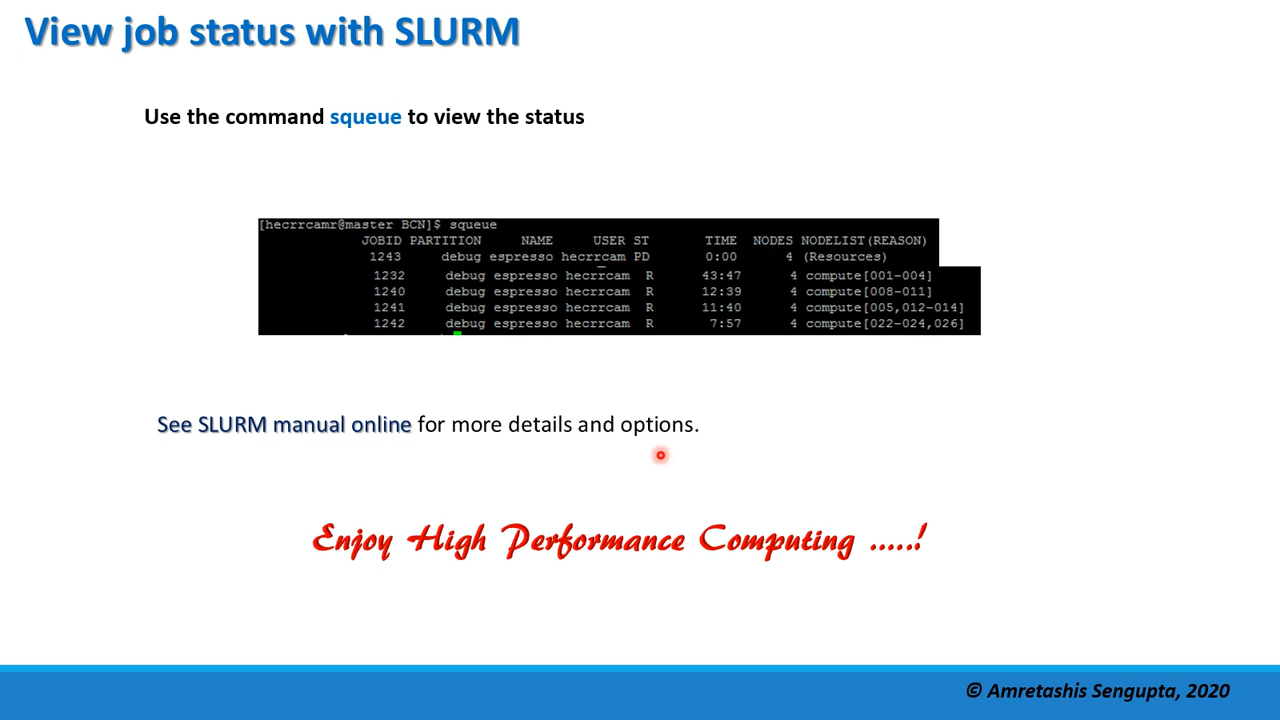 View job status with SLURM
Use the command squeue to view the status
[hecrrcamr@master BCN]$ squeue
JOBID PARTITION NAME USER ST TIME NODES NODELIST(REASON)
1243 debug espresso hecrrcam PD 0:00 4 (Resources)
1232 debug espresso hecrrcam R 43:47 4 compute[001-004]
1240 debug espresso hecrrcam R 12:39 4 compute[008-011]
1241 debug espresso hecrrcam R 11:40 4 compute[005,012-014]
1242 debug espresso hecrrcam R 7:57 4 compute[022-024,026]
See SLURM manual online for more details and options.
Enjoy High Performance Computing .....!
© Amretashis Sengupta, 2020